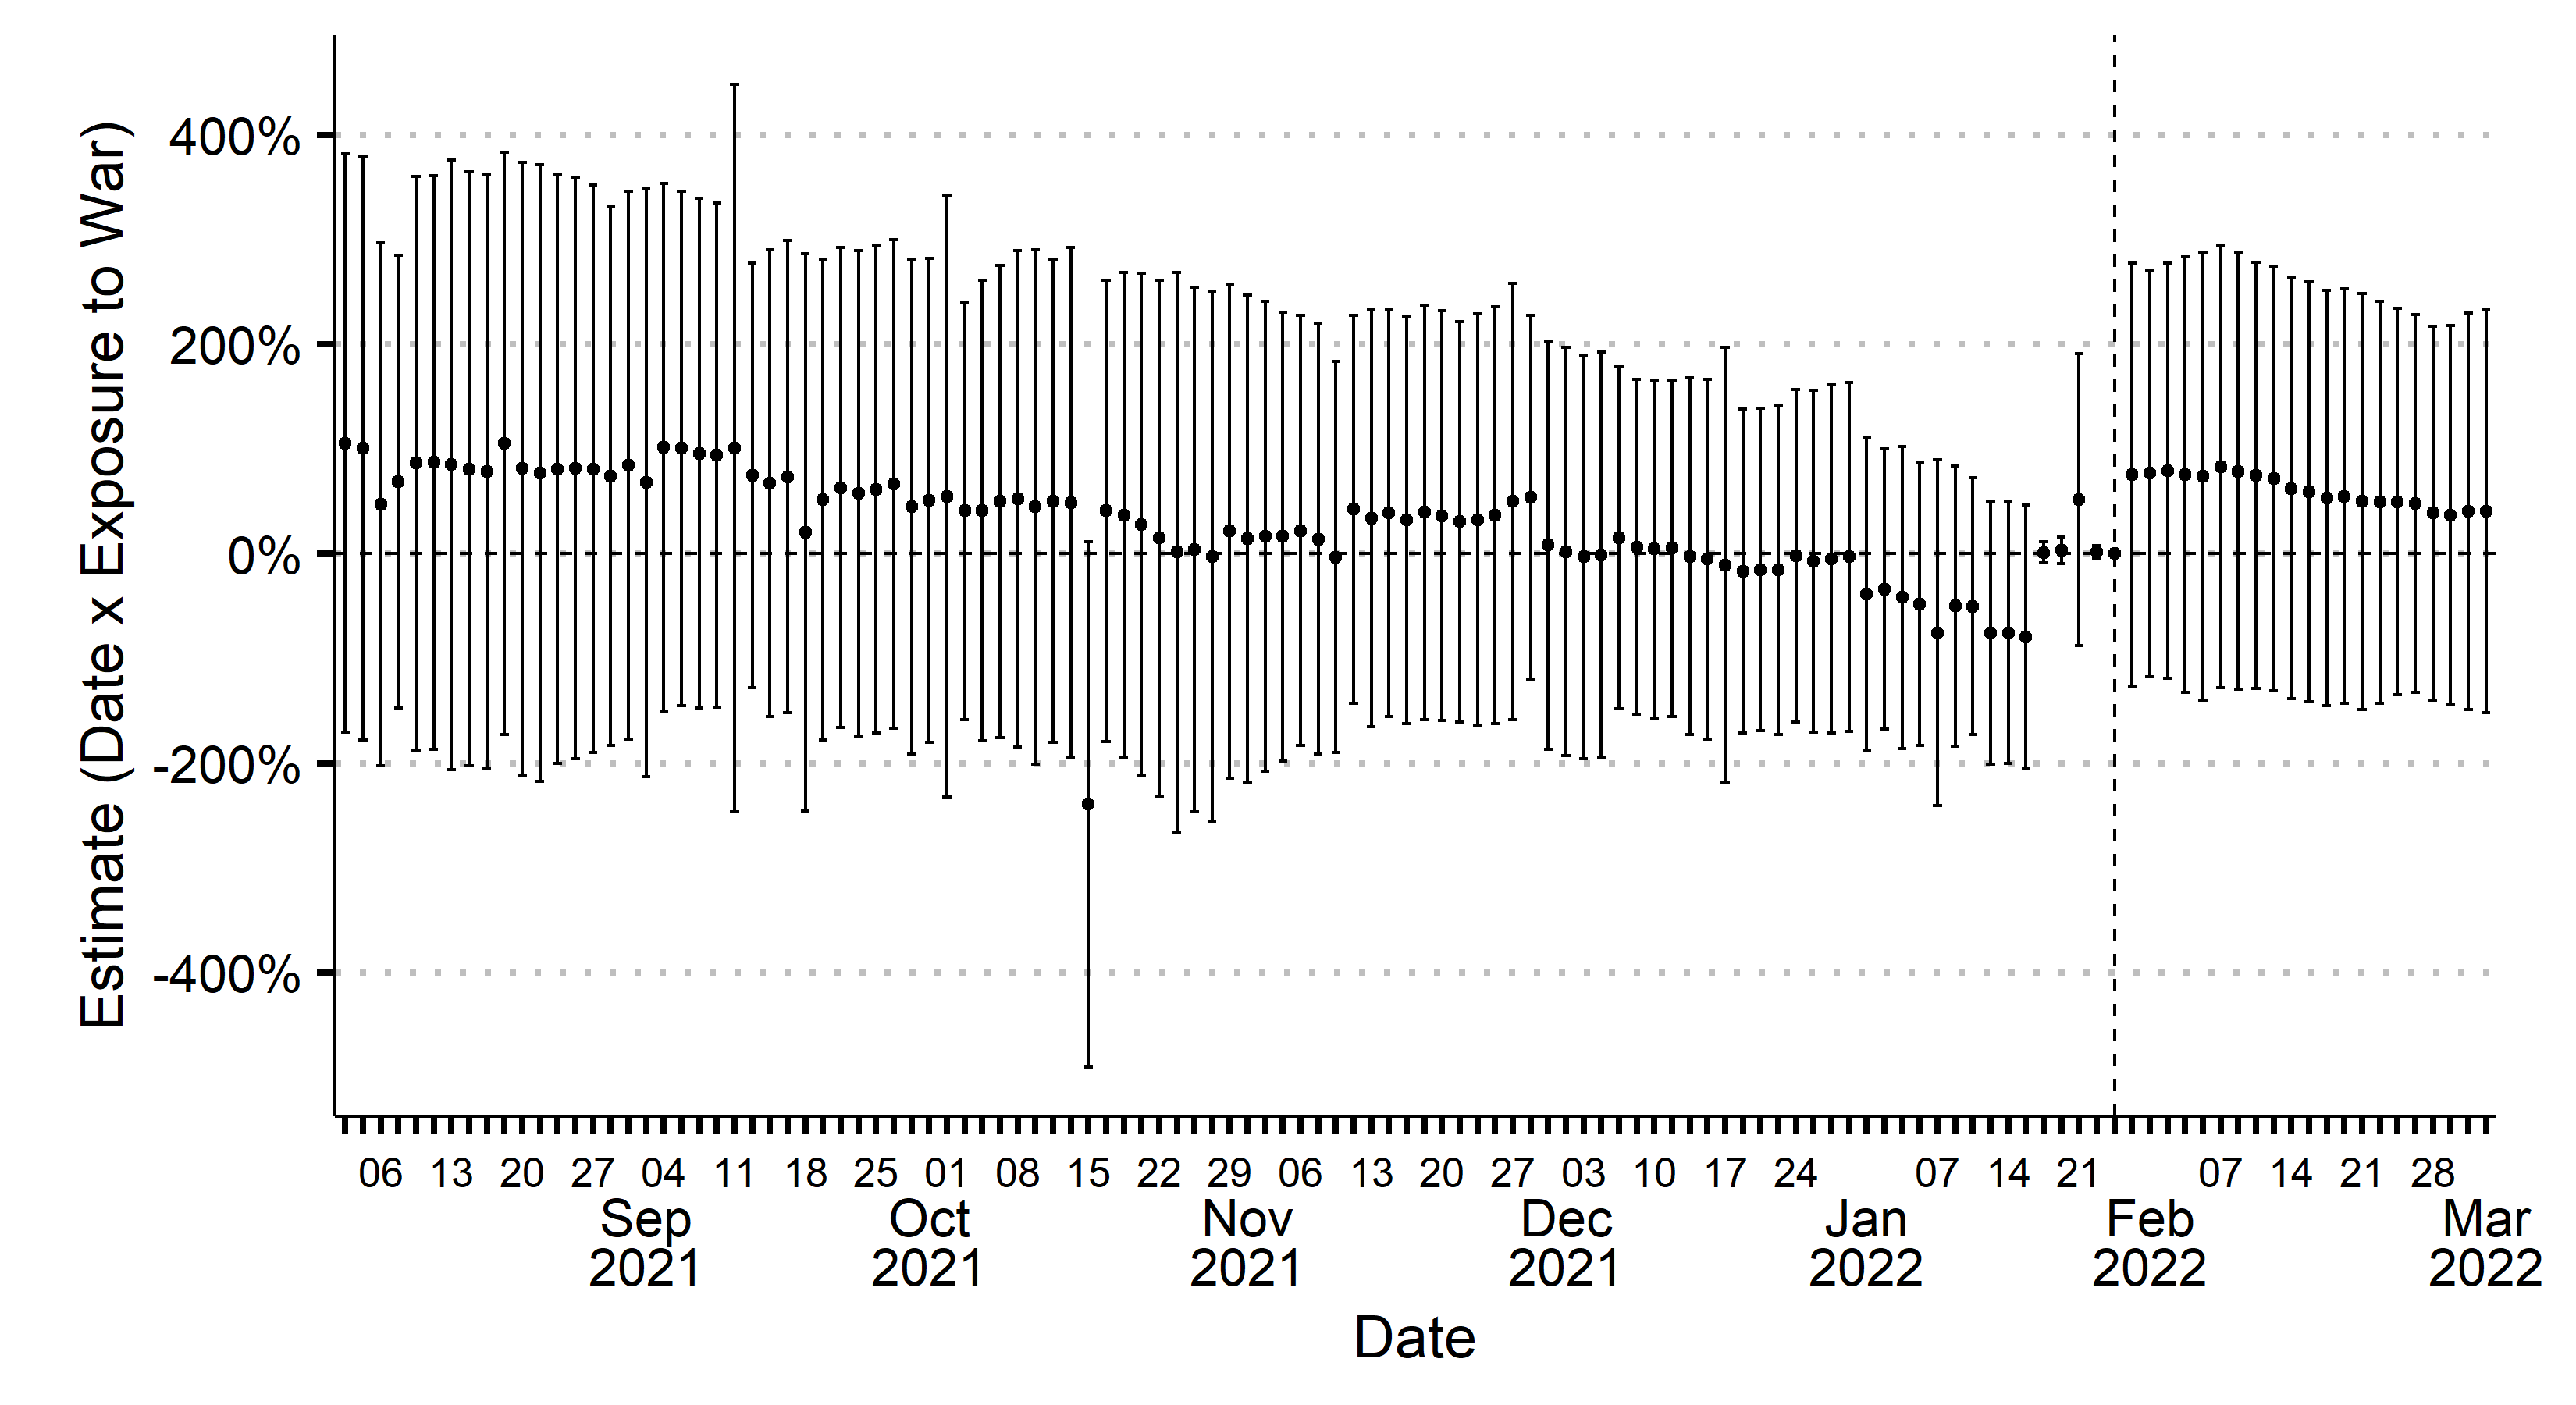 Estimate (Date x Exposure to War)
400%
200%
0%
-200%
-400%
06 13 20 27 04 11 18 25 01 08 15 22 29 06 13 20 27 03 10 17 24 07 14 21 07 14 21 28
Sep Oct Nov Dec Jan Feb Mar
2021 2021 2021 2021 2022 2022 2022
Date